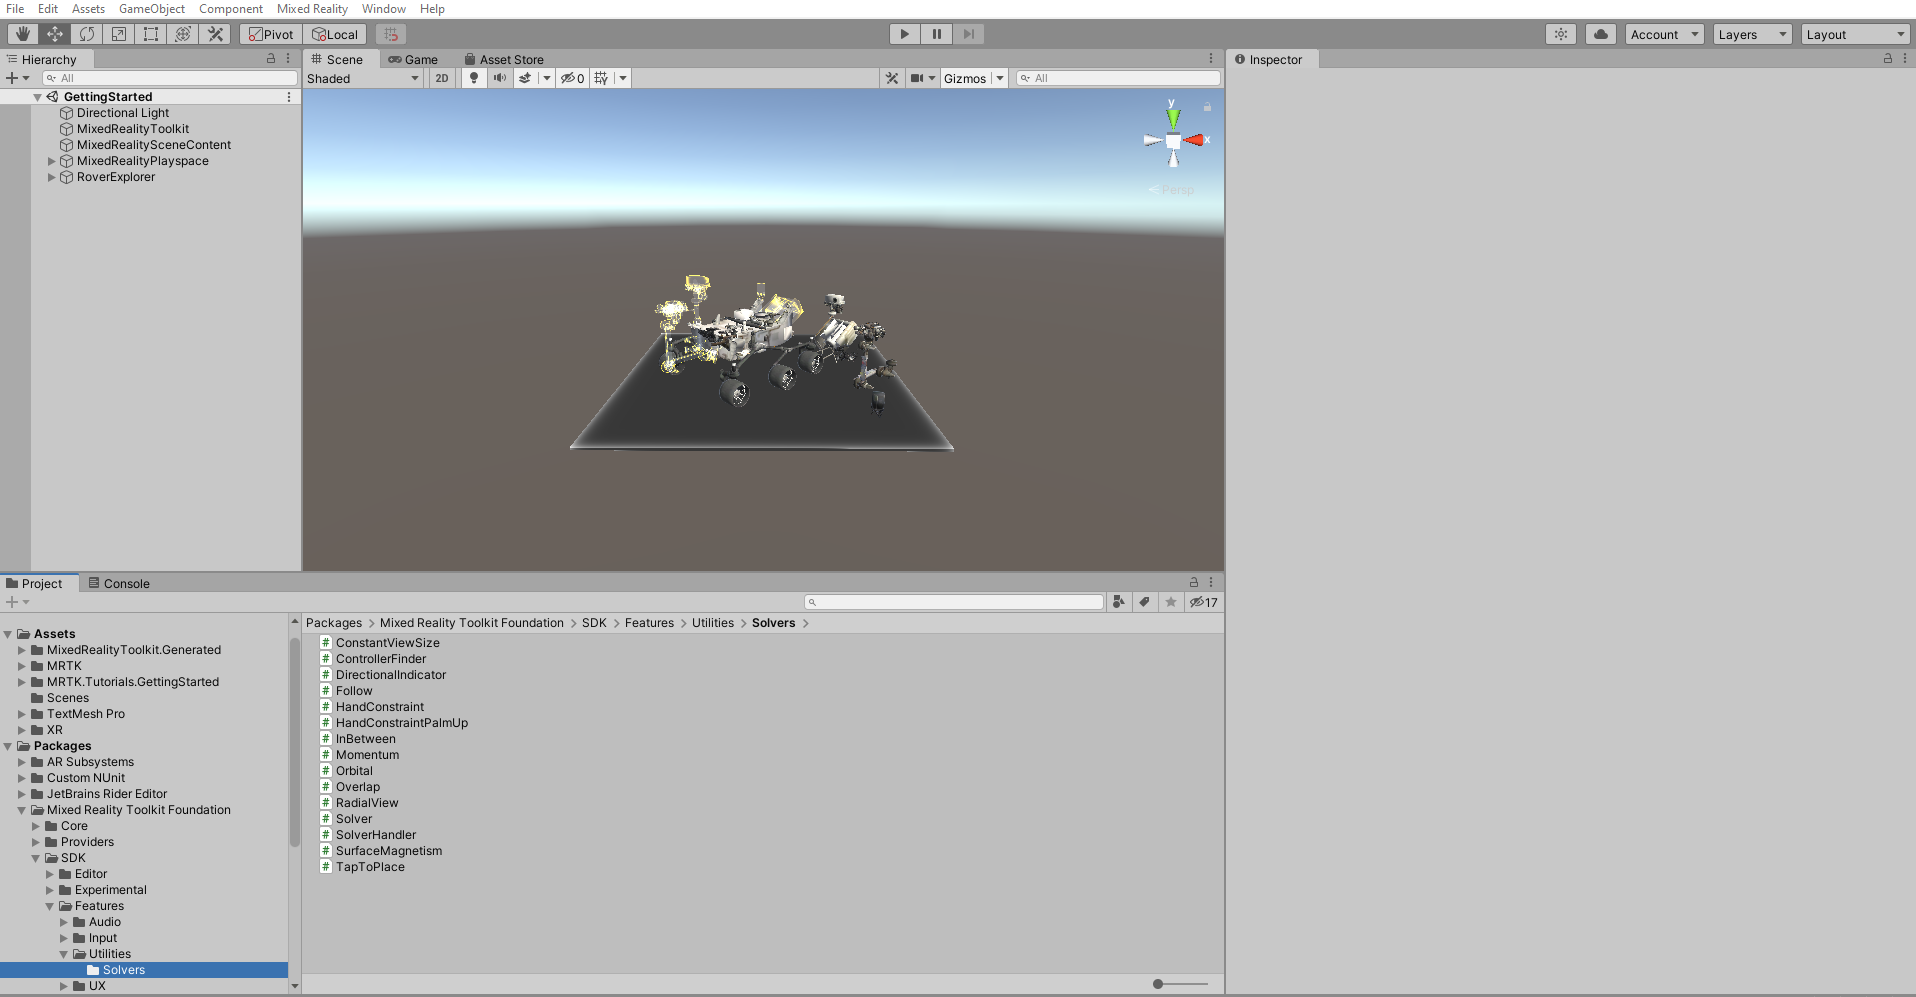 File Edit Assets GameObject Component Mixed Reality Window Help
Pivot Local Account Layers Layout
Hierarchy
All
GettingStarted
Directional Light
MixedRealityToolkit
MixedRealitySceneContent
MixedRealityPlayspace
RoverExplorer
Scene Game Asset Store
Shaded 2D 0 Gizmos All
y
x
Persp
Inspector
Project Console
17
Assets
MixedRealityToolkit.Generated
MRTK
MRTK.Tutorials.GettingStarted
Scenes
TextMesh Pro
XR
Packages
AR Subsystems
Custom NUnit
JetBrains Rider Editor
Mixed Reality Toolkit Foundation
Core
Providers
SDK
Editor
Experimental
Features
Audio
Input
Utilities
Solvers
UX
Packages > Mixed Reality Toolkit Foundation > SDK > Features > Utilities > Solvers >
# ConstantViewSize
# ControllerFinder
# DirectionalIndicator
# Follow
# HandConstraint
# HandConstraintPalmUp
# InBetween
# Momentum
# Orbital
# Overlap
# RadialView
# Solver
# SolverHandler
# SurfaceMagnetism
# TapToPlace